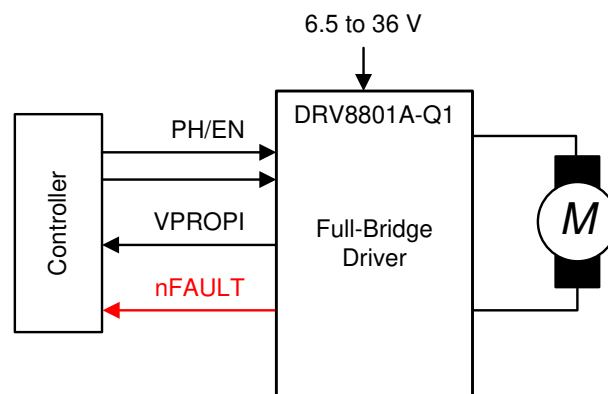 6.5 to 36 V
DRV8801A-Q1
PH/EN
Controller
VPROPI
Full-Bridge
Driver
nFAULT
M